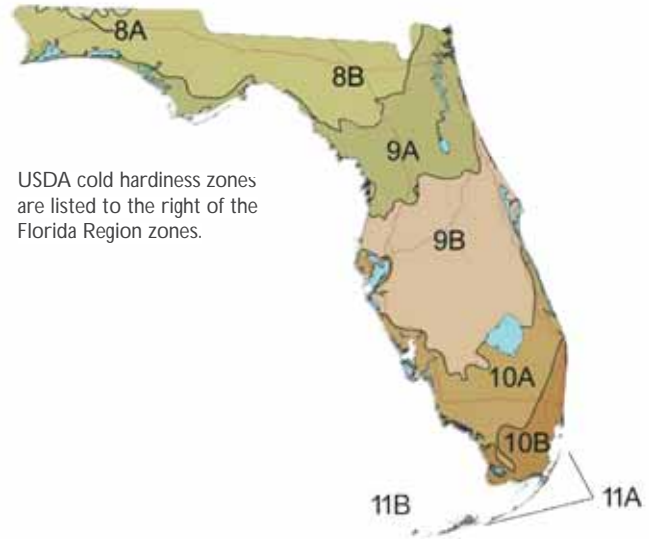 8A
8B
9A
USDA cold hardiness zones
are listed to the right of the
Florida Region zones.
9B
10A
10B
11B
11A